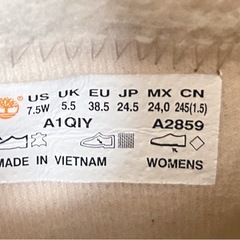 US UK EU JP MX CN
7.5W 5.5 38.5 24.5 24,0 245(1.5)
A1QIY A2859
MADE IN VIETNAM WOMENS